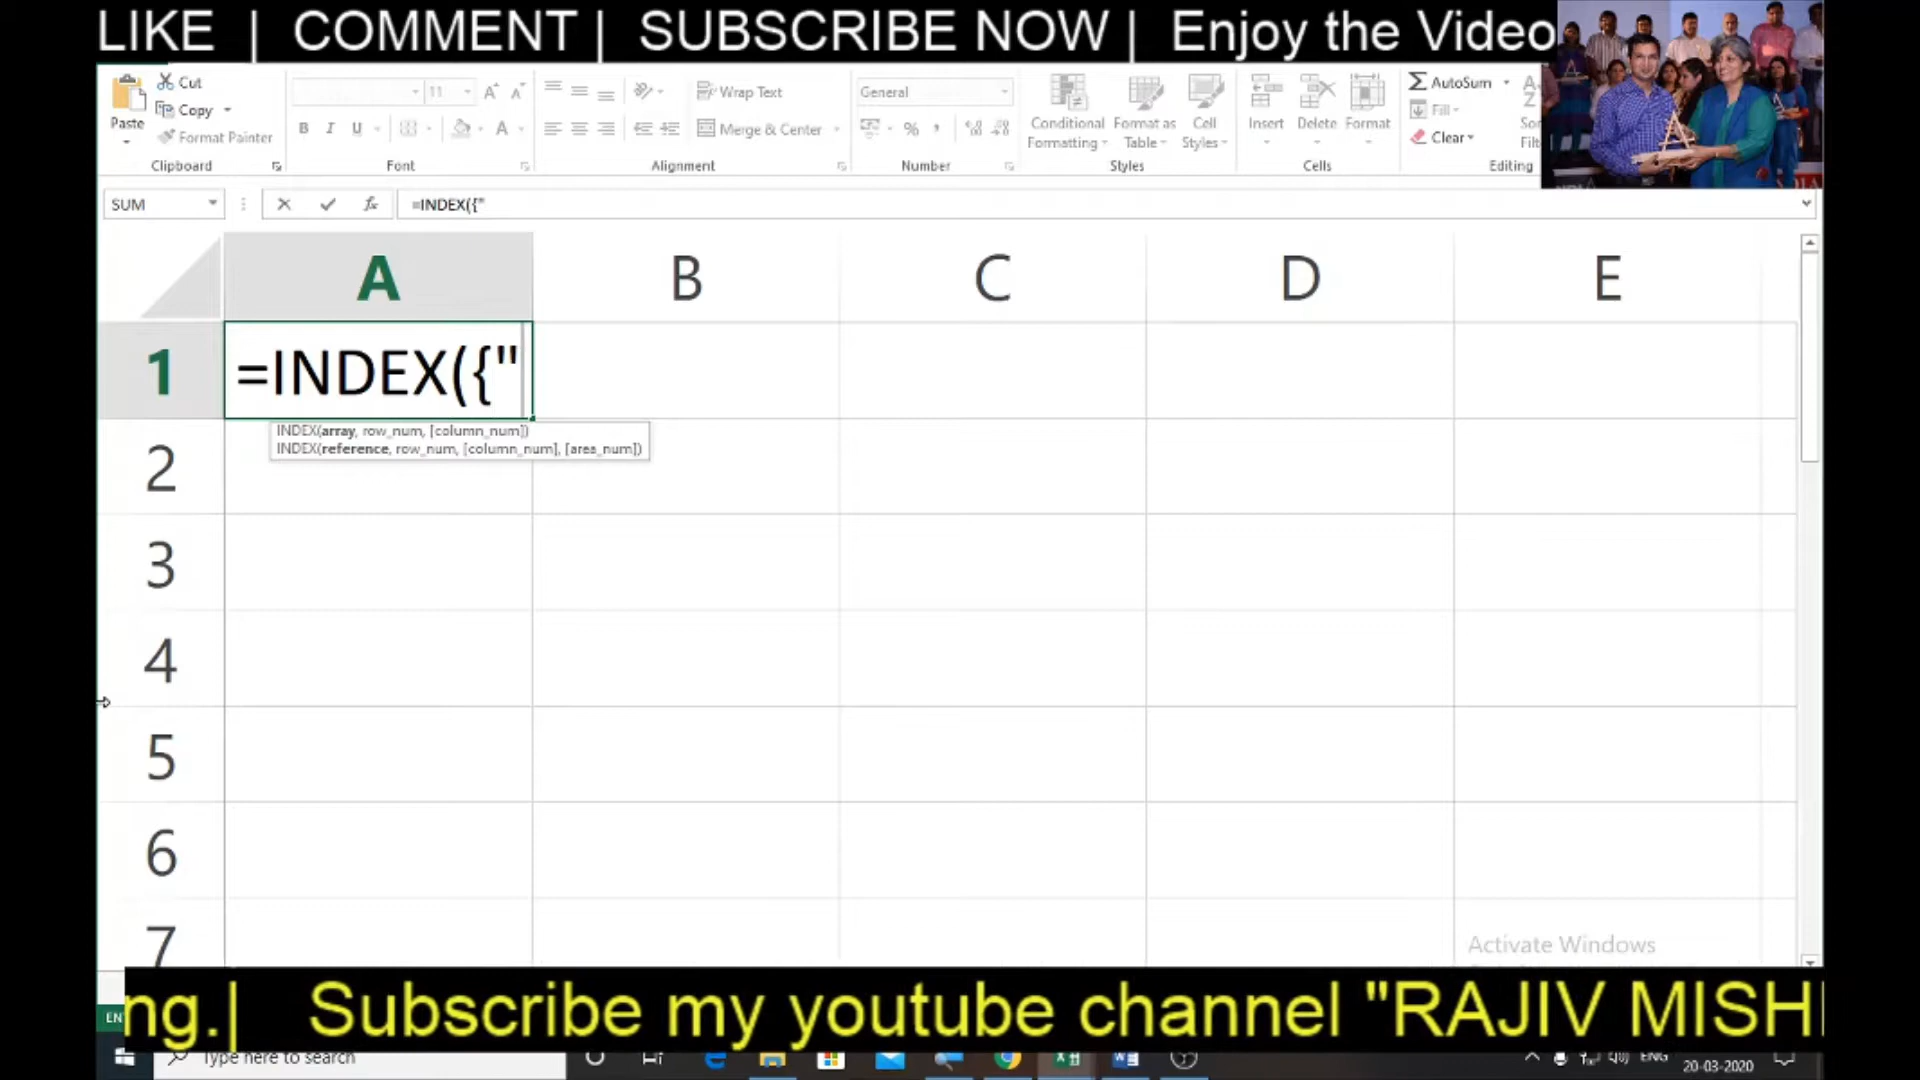 LIKE | COMMENT | SUBSCRIBE NOW | Enjoy the Video
Paste
Cut
Copy
Format Painter
Clipboard
11
B I U
Font
Wrap Text
Merge & Center
Alignment
General
%
Number
Conditional Formatting
Format as Table
Cell Styles
Styles
Insert
Delete
Format
Cells
AutoSum
Fill
Clear
Editing
SUM
fx
=INDEX({"
A B C D E
1
=INDEX({"
INDEX(array, row_num, [column_num])
INDEX(reference, row_num, [column_num], [area_num])
2
3
4
5
6
7
Activate Windows
ng.| Subscribe my youtube channel "RAJIV MISH
Type here to search
ENG
20-03-2020